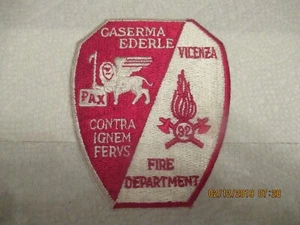 CASERMA
EDERLE
VICENZA
PAX
CONTRA
IGNEM
FERVS
92
FIRE
DEPARTMENT